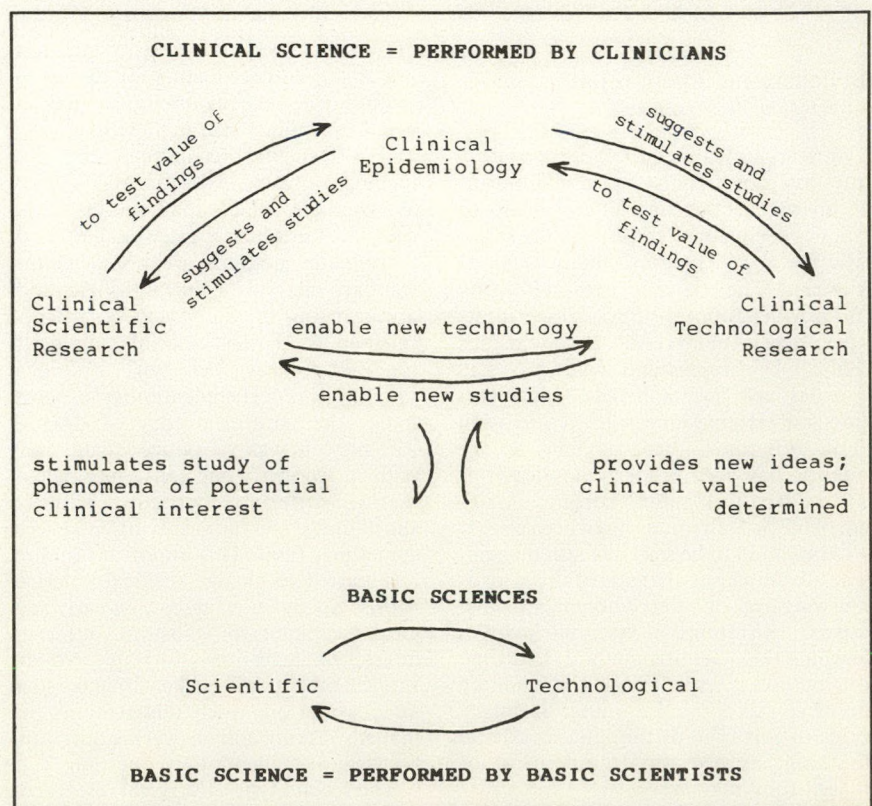 CLINICAL SCIENCE = PERFORMED BY CLINICIANS
to test value of
findings
Clinical
Epidemiology
suggests and
stimulates studies
suggests and
stimulates studies
to test value of
findings
Clinical
Scientific
Research
enable new technology
enable new studies
Clinical
Technological
Research
stimulates study of
phenomena of potential
clinical interest
provides new ideas;
clinical value to be
determined
BASIC SCIENCES
Scientific
Technological
BASIC SCIENCE = PERFORMED BY BASIC SCIENTISTS